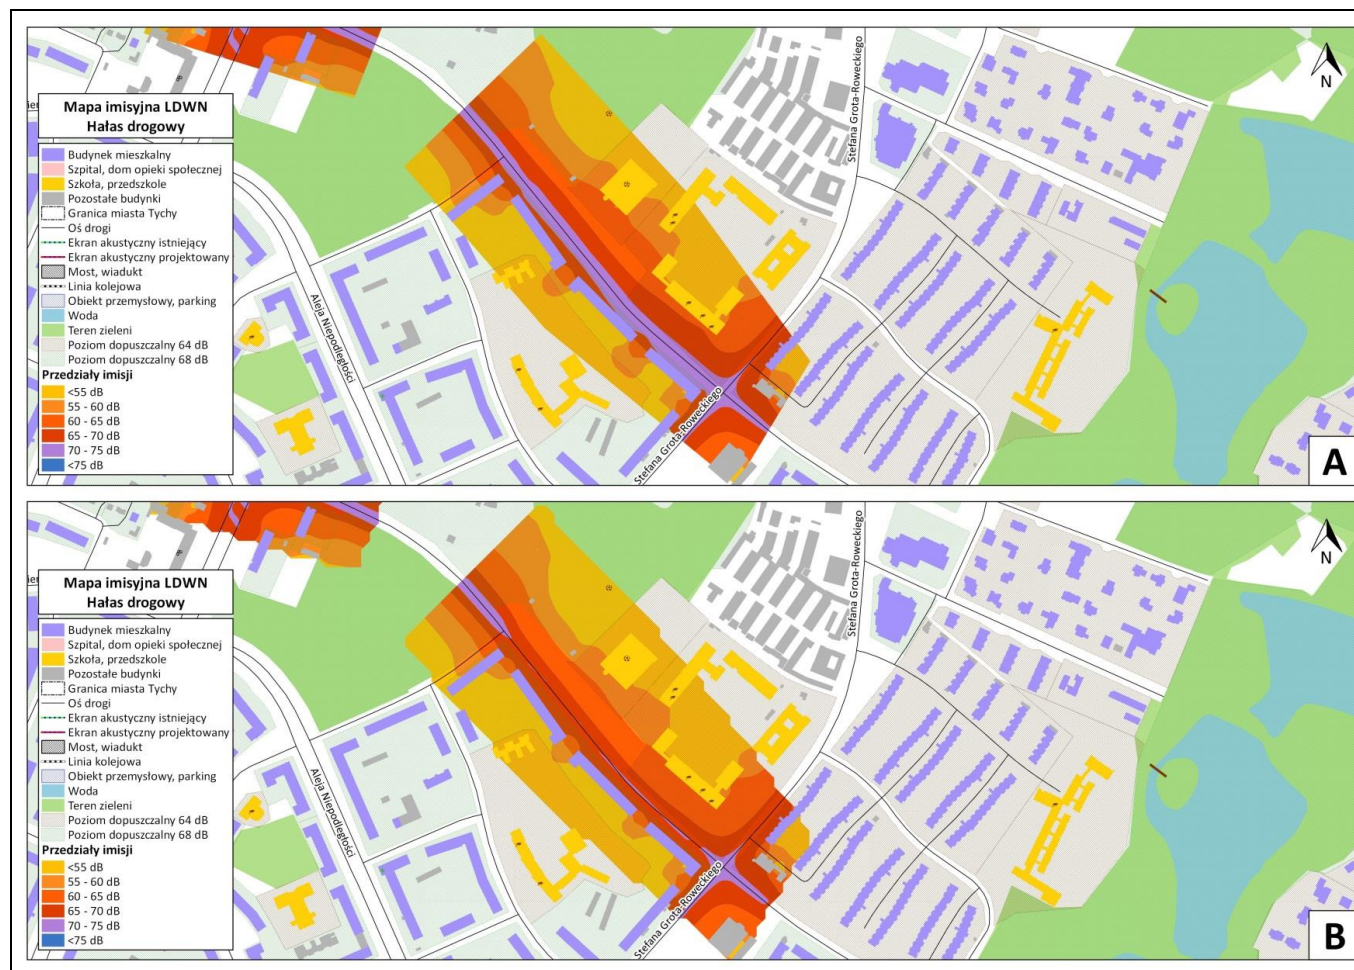 Mapa imisyjna LDWN
Hałas drogowy
Budynek mieszkalny
Szpital, dom opieki społecznej
Szkoła, przedszkole
Pozostałe budynki
Granica miasta Tychy
Oś drogi
Ekran akustyczny istniejący
Ekran akustyczny projektowany
Most, wiadukt
Linia kolejowa
Obiekt przemysłowy, parking
Woda
Teren zieleni
Poziom dopuszczalny 64 dB
Poziom dopuszczalny 68 dB
Przedziały imisji
<55 dB
55 - 60 dB
60 - 65 dB
65 - 70 dB
70 - 75 dB
<75 dB
Aleja Niepodległości
Stefana Grota-Roweckiego
Stefana Grota-Roweckiego
N
A
Mapa imisyjna LDWN
Hałas drogowy
Budynek mieszkalny
Szpital, dom opieki społecznej
Szkoła, przedszkole
Pozostałe budynki
Granica miasta Tychy
Oś drogi
Ekran akustyczny istniejący
Ekran akustyczny projektowany
Most, wiadukt
Linia kolejowa
Obiekt przemysłowy, parking
Woda
Teren zieleni
Poziom dopuszczalny 64 dB
Poziom dopuszczalny 68 dB
Przedziały imisji
<55 dB
55 - 60 dB
60 - 65 dB
65 - 70 dB
70 - 75 dB
<75 dB
Aleja Niepodległości
Stefana Grota-Roweckiego
Stefana Grota-Roweckiego
N
B